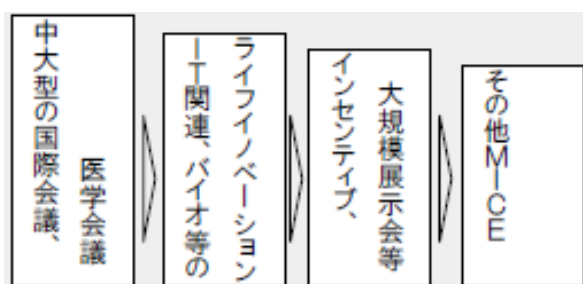 中大型の国際会議、
医学会議
IT関連、バイオ等の
ライフイノベーション
インセンティブ、
大規模展示会等
その他MICE